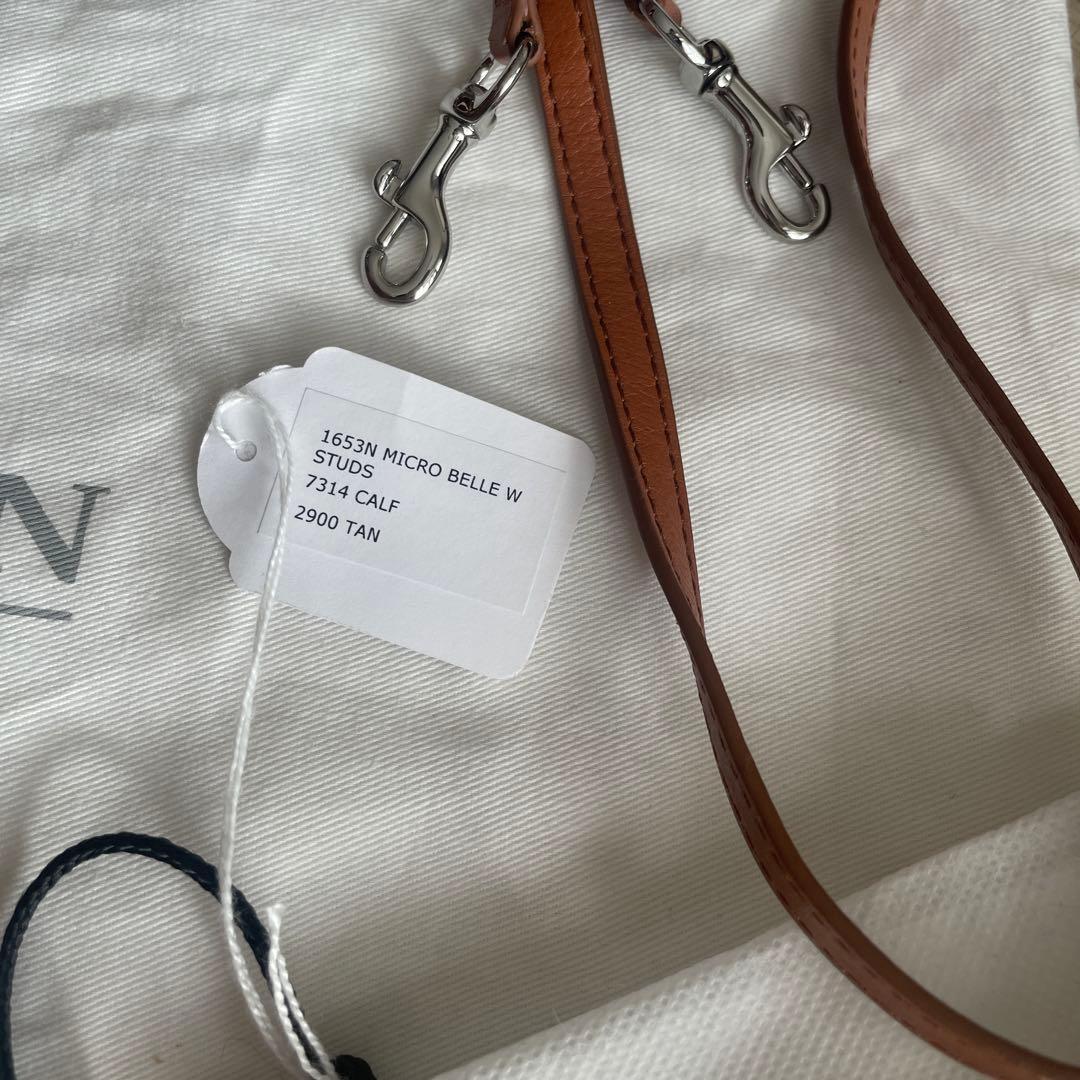 1653N MICRO BELLE W
STUDS
7314 CALF
2900 TAN
N